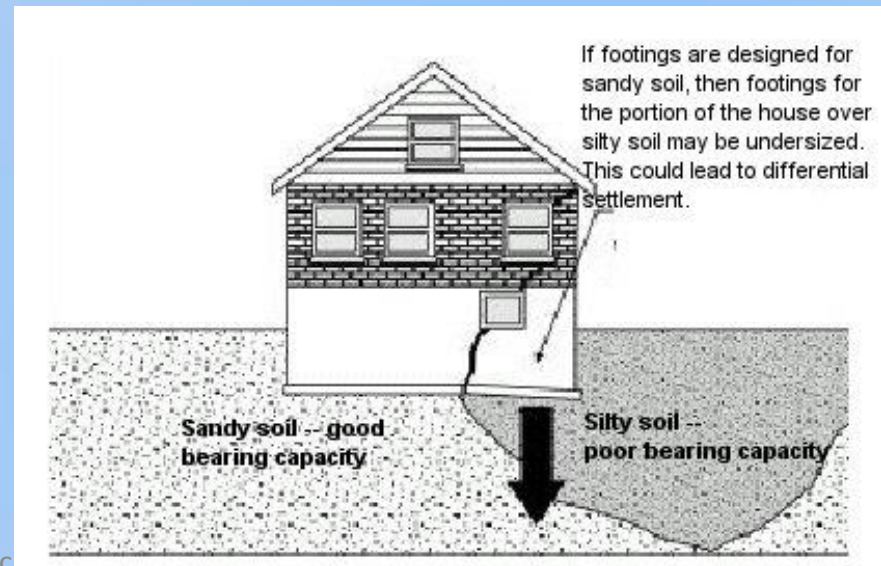 If footings are designed for
sandy soil, then footings for
the portion of the house over
silty soil may be undersized.
This could lead to differential
settlement.
Sandy soil -- good
bearing capacity
Silty soil --
poor bearing capacity